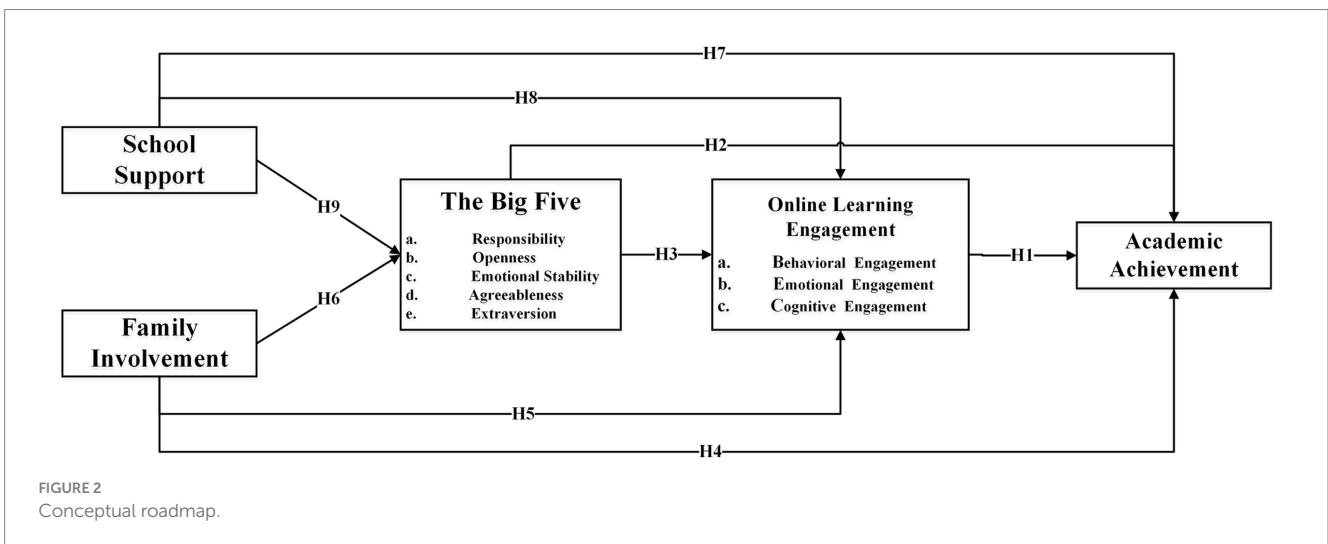 H7
H8
School
Support
H2
The Big Five
a. Responsibility
b. Openness
c. Emotional Stability
d. Agreeableness
e. Extraversion
Online Learning
Engagement
a. Behavioral Engagement
b. Emotional Engagement
c. Cognitive Engagement
H9
H3
H1
Academic
Achievement
H6
Family
Involvement
H5
H4
FIGURE 2
Conceptual roadmap.